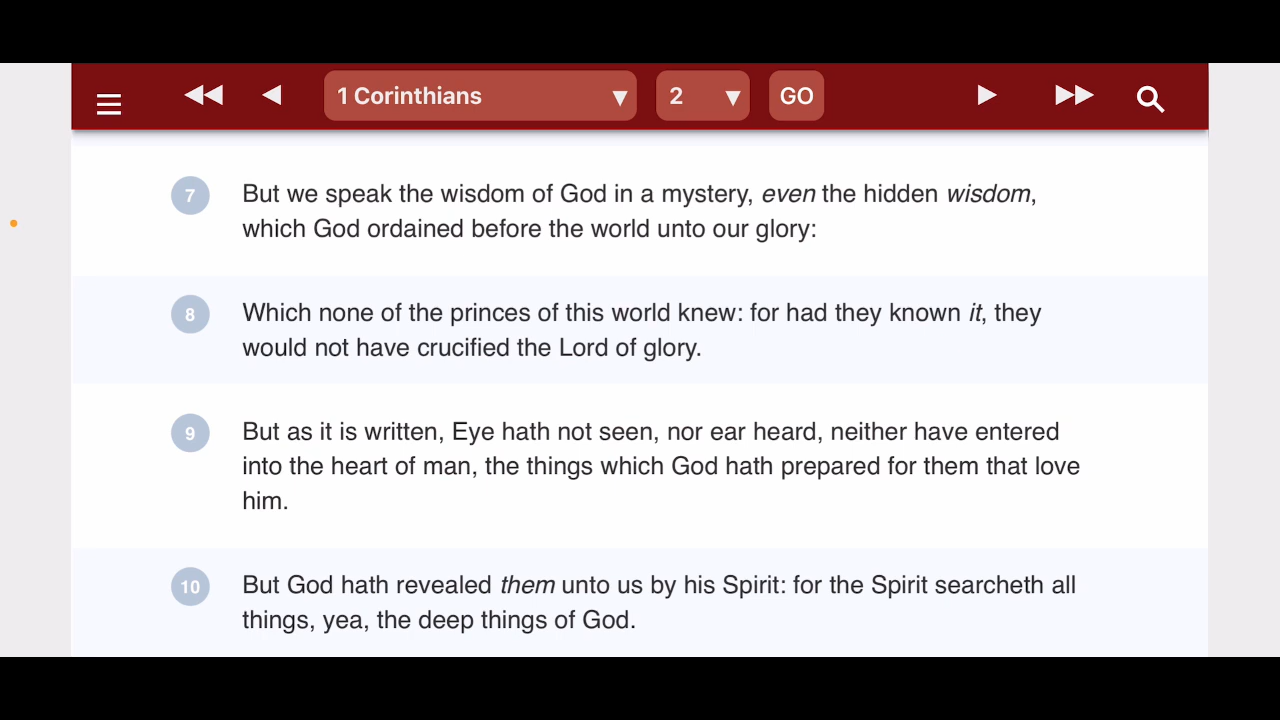 1 Corinthians 2 GO
7 But we speak the wisdom of God in a mystery, even the hidden wisdom,
which God ordained before the world unto our glory:
8 Which none of the princes of this world knew: for had they known it, they
would not have crucified the Lord of glory.
9 But as it is written, Eye hath not seen, nor ear heard, neither have entered
into the heart of man, the things which God hath prepared for them that love
him.
10 But God hath revealed them unto us by his Spirit: for the Spirit searcheth all
things, yea, the deep things of God.